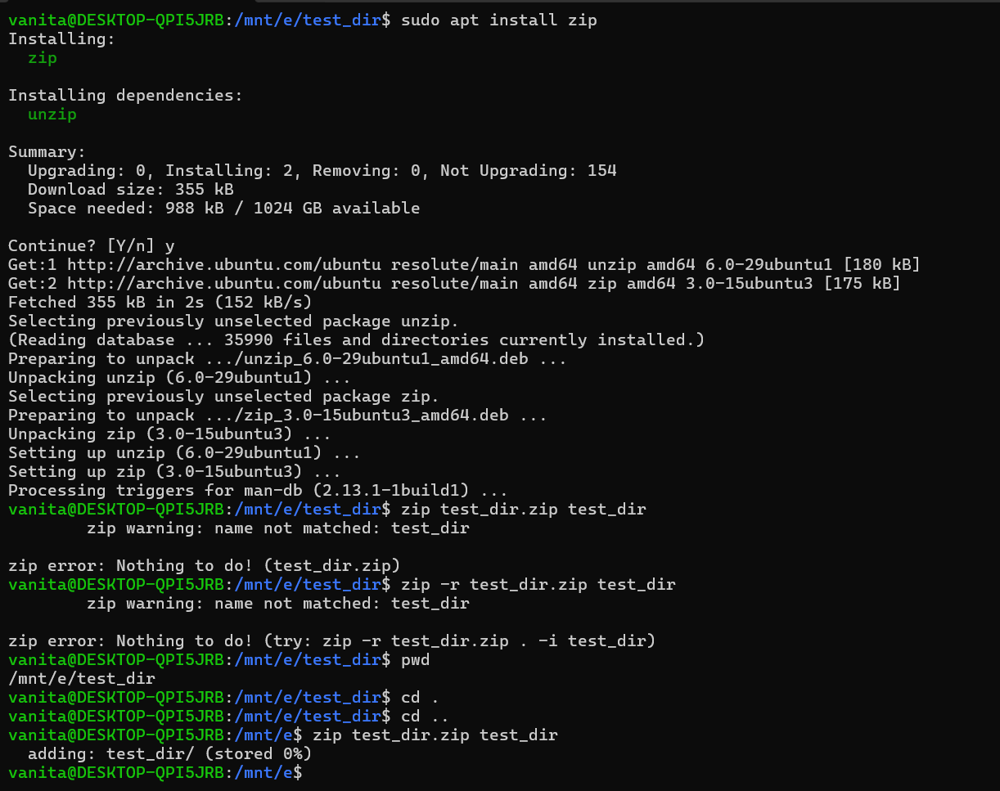 vanita@DESKTOP-QPI5JRB:/mnt/e/test_dir$ sudo apt install zip
Installing:
  zip

Installing dependencies:
  unzip

Summary:
  Upgrading: 0, Installing: 2, Removing: 0, Not Upgrading: 154
  Download size: 355 kB
  Space needed: 988 kB / 1024 GB available

Continue? [Y/n] y
Get:1 http://archive.ubuntu.com/ubuntu resolute/main amd64 unzip amd64 6.0-29ubuntu1 [180 kB]
Get:2 http://archive.ubuntu.com/ubuntu resolute/main amd64 zip amd64 3.0-15ubuntu3 [175 kB]
Fetched 355 kB in 2s (152 kB/s)
Selecting previously unselected package unzip.
(Reading database ... 35990 files and directories currently installed.)
Preparing to unpack .../unzip_6.0-29ubuntu1_amd64.deb ...
Unpacking unzip (6.0-29ubuntu1) ...
Selecting previously unselected package zip.
Preparing to unpack .../zip_3.0-15ubuntu3_amd64.deb ...
Unpacking zip (3.0-15ubuntu3) ...
Setting up unzip (6.0-29ubuntu1) ...
Setting up zip (3.0-15ubuntu3) ...
Processing triggers for man-db (2.13.1-1build1) ...
vanita@DESKTOP-QPI5JRB:/mnt/e/test_dir$ zip test_dir.zip test_dir
        zip warning: name not matched: test_dir

zip error: Nothing to do! (test_dir.zip)
vanita@DESKTOP-QPI5JRB:/mnt/e/test_dir$ zip -r test_dir.zip test_dir
        zip warning: name not matched: test_dir

zip error: Nothing to do! (try: zip -r test_dir.zip . -i test_dir)
vanita@DESKTOP-QPI5JRB:/mnt/e/test_dir$ pwd
/mnt/e/test_dir
vanita@DESKTOP-QPI5JRB:/mnt/e/test_dir$ cd .
vanita@DESKTOP-QPI5JRB:/mnt/e/test_dir$ cd ..
vanita@DESKTOP-QPI5JRB:/mnt/e$ zip test_dir.zip test_dir
  adding: test_dir/ (stored 0%)
vanita@DESKTOP-QPI5JRB:/mnt/e$